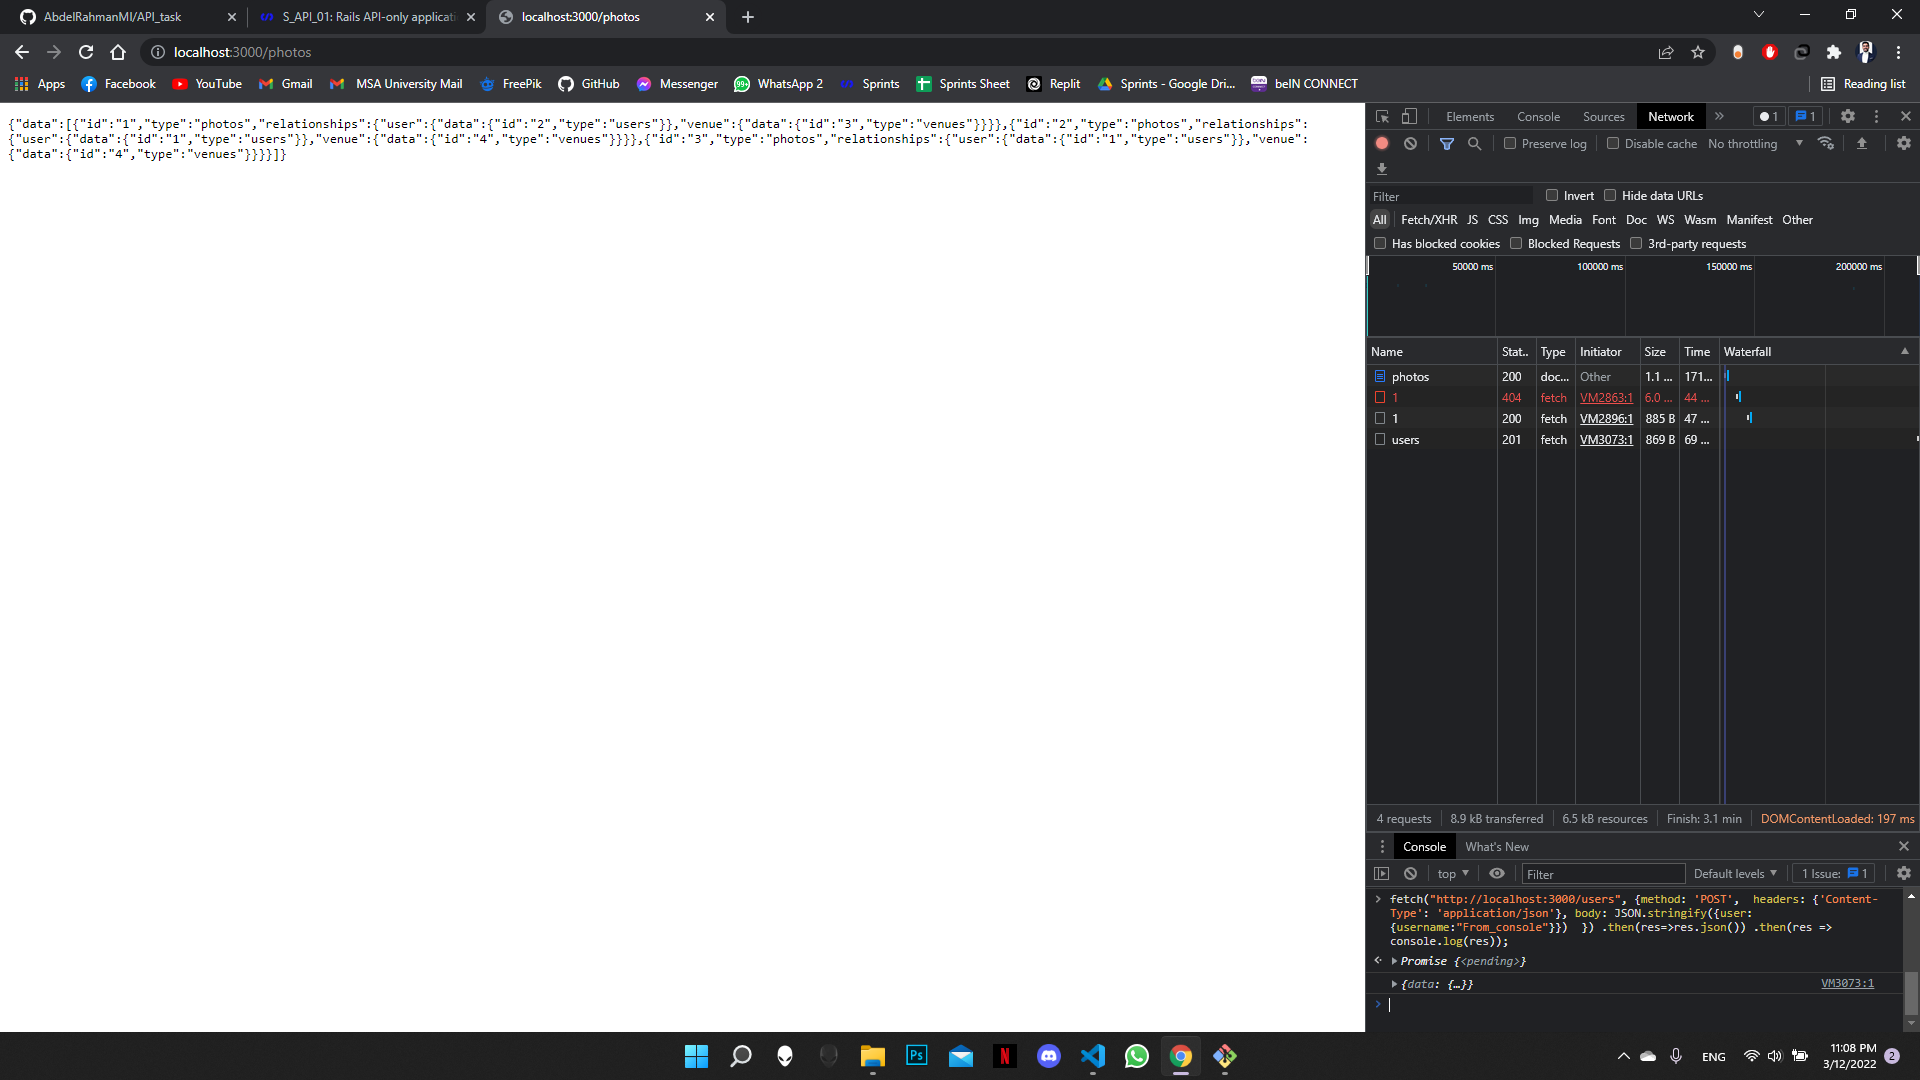 AbdelRahmanMI/API_task
S_API_01: Rails API-only applicati
localhost:3000/photos
localhost:3000/photos
Apps
Facebook
YouTube
Gmail
MSA University Mail
FreePik
GitHub
Messenger
99+
WhatsApp 2
Sprints
Sprints Sheet
Replit
Sprints - Google Dri...
beIN CONNECT
Reading list
{"data":[{"id":"1","type":"photos","relationships":{"user":{"data":{"id":"2","type":"users"}},"venue":{"data":{"id":"3","type":"venues"}}}},{"id":"2","type":"photos","relationships":
{"user":{"data":{"id":"1","type":"users"}},"venue":{"data":{"id":"4","type":"venues"}}}},{"id":"3","type":"photos","relationships":{"user":{"data":{"id":"1","type":"users"}},"venue":
{"data":{"id":"4","type":"venues"}}}}]}
Elements Console Sources Network » 1 1
Preserve log Disable cache No throttling
Filter Invert Hide data URLs
All Fetch/XHR JS CSS Img Media Font Doc WS Wasm Manifest Other
Has blocked cookies Blocked Requests 3rd-party requests
50000 ms 100000 ms 150000 ms 200000 ms
Name Stat.. Type Initiator Size Time Waterfall
photos 200 doc... Other 1.1 ... 171...
1 404 fetch VM2863:1 6.0 ... 44 ...
1 200 fetch VM2896:1 885 B 47 ...
users 201 fetch VM3073:1 869 B 69 ...
4 requests 8.9 kB transferred 6.5 kB resources Finish: 3.1 min DOMContentLoaded: 197 ms
Console What's New
top Filter Default levels 1 Issue: 1
fetch("http://localhost:3000/users", {method: 'POST',  headers: {'Content-
Type': 'application/json'}, body: JSON.stringify({user:
{username:"From_console"}})  }) .then(res=>res.json()) .then(res =>
console.log(res));
Promise {<pending>}
{data: {…}} VM3073:1
Ps
N
ENG
11:08 PM
3/12/2022
2